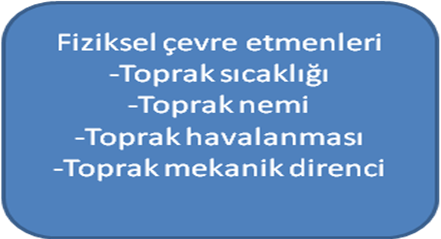 Fiziksel çevre etmenleri
-Toprak sıcaklığı
-Toprak nemi
-Toprak havalanması
-Toprak mekanik direnci